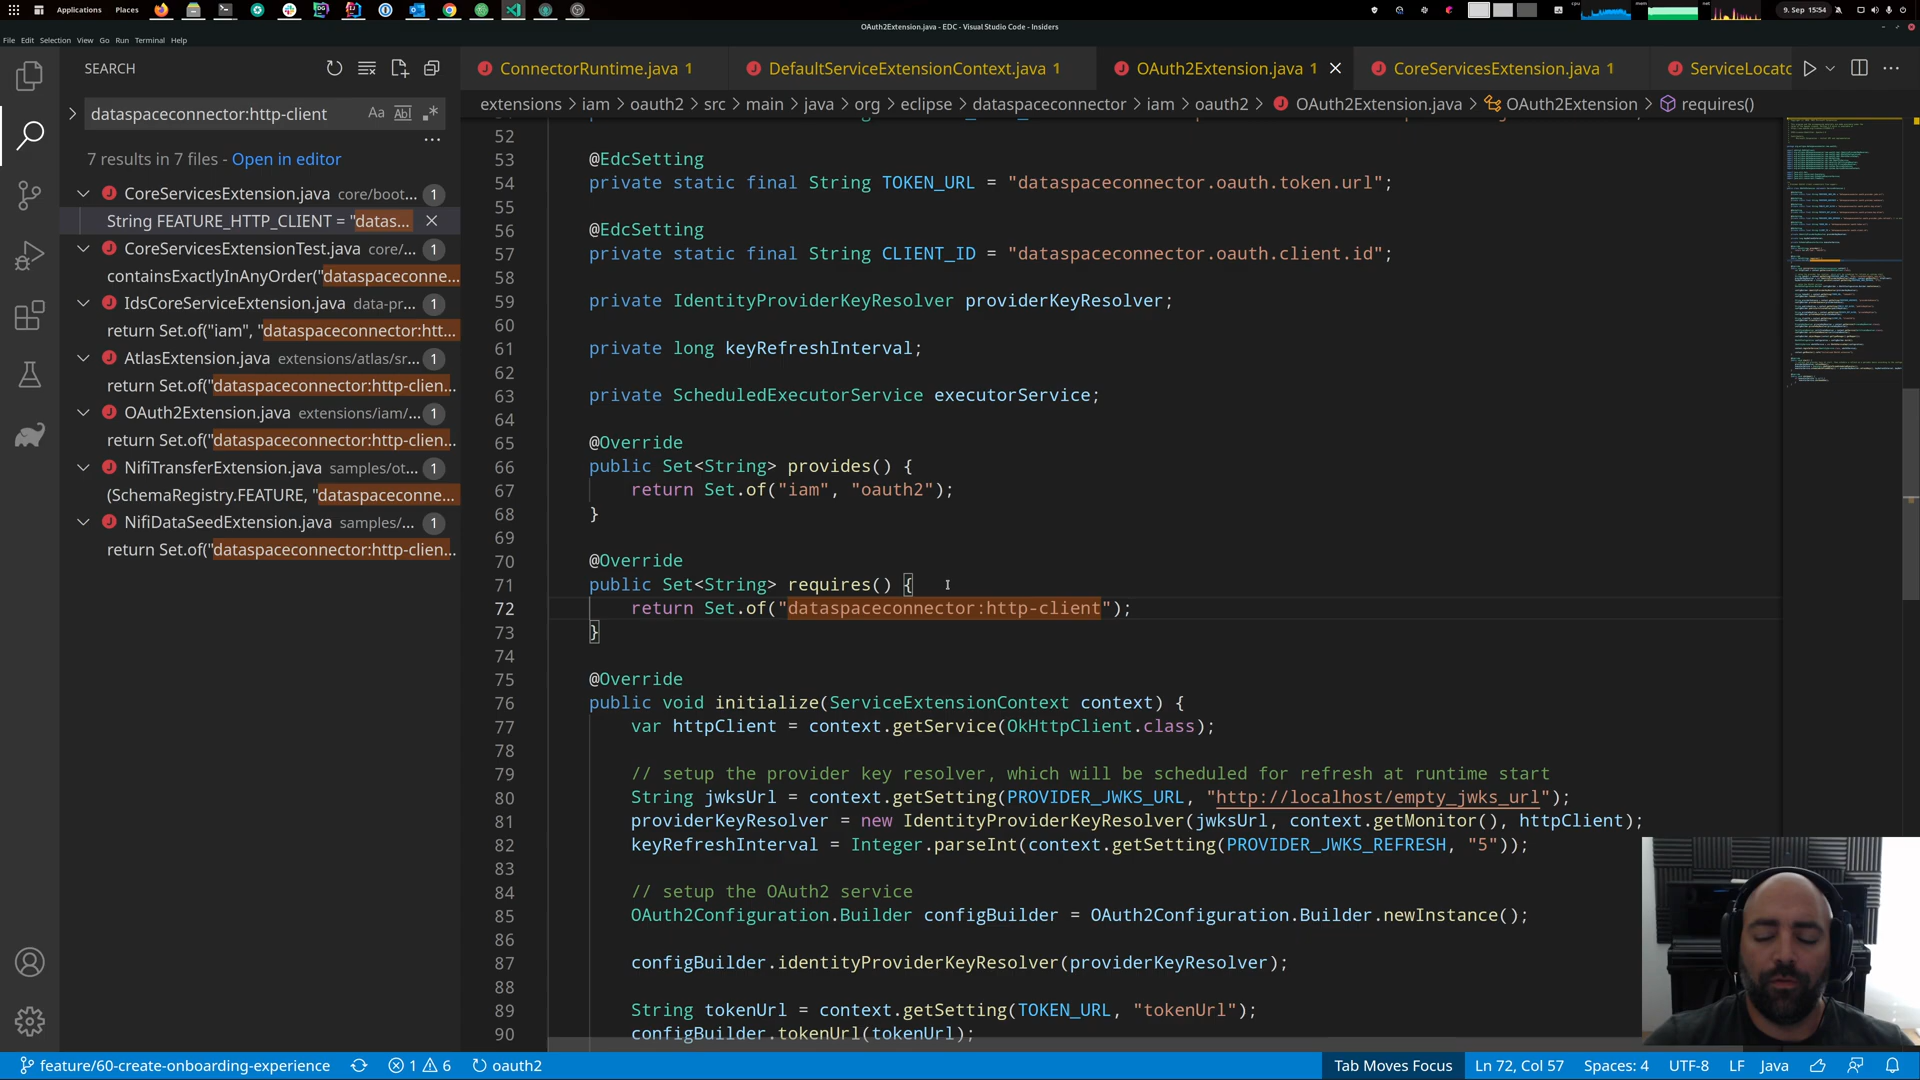 Applications Places
9. Sep 15:54
OAuth2Extension.java - EDC - Visual Studio Code - Insiders
File Edit Selection View Go Run Terminal Help
SEARCH
dataspaceconnector:http-client
7 results in 7 files - Open in editor
CoreServicesExtension.java core/boot... 1
String FEATURE_HTTP_CLIENT = "datas...
CoreServicesExtensionTest.java core/... 1
containsExactlyInAnyOrder("dataspaceconne...
IdsCoreServiceExtension.java data-pr... 1
return Set.of("iam", "dataspaceconnector:htt...
AtlasExtension.java extensions/atlas/sr... 1
return Set.of("dataspaceconnector:http-clien...
OAuth2Extension.java extensions/iam/... 1
return Set.of("dataspaceconnector:http-clien...
NifiTransferExtension.java samples/ot... 1
(SchemaRegistry.FEATURE, "dataspaceconne...
NifiDataSeedExtension.java samples/... 1
return Set.of("dataspaceconnector:http-clien...
ConnectorRuntime.java 1 DefaultServiceExtensionContext.java 1 OAuth2Extension.java 1 CoreServicesExtension.java 1 ServiceLocatc
extensions > iam > oauth2 > src > main > java > org > eclipse > dataspaceconnector > iam > oauth2 > OAuth2Extension.java > OAuth2Extension > requires()
52
53 @EdcSetting
54 private static final String TOKEN_URL = "dataspaceconnector.oauth.token.url";
55
56 @EdcSetting
57 private static final String CLIENT_ID = "dataspaceconnector.oauth.client.id";
58
59 private IdentityProviderKeyResolver providerKeyResolver;
60
61 private long keyRefreshInterval;
62
63 private ScheduledExecutorService executorService;
64
65 @Override
66 public Set<String> provides() {
67 return Set.of("iam", "oauth2");
68 }
69
70 @Override
71 public Set<String> requires() {
72 return Set.of("dataspaceconnector:http-client");
73 }
74
75 @Override
76 public void initialize(ServiceExtensionContext context) {
77 var httpClient = context.getService(OkHttpClient.class);
78
79 // setup the provider key resolver, which will be scheduled for refresh at runtime start
80 String jwksUrl = context.getSetting(PROVIDER_JWKS_URL, "http://localhost/empty_jwks_url");
81 providerKeyResolver = new IdentityProviderKeyResolver(jwksUrl, context.getMonitor(), httpClient);
82 keyRefreshInterval = Integer.parseInt(context.getSetting(PROVIDER_JWKS_REFRESH, "5"));
83
84 // setup the OAuth2 service
85 OAuth2Configuration.Builder configBuilder = OAuth2Configuration.Builder.newInstance();
86
87 configBuilder.identityProviderKeyResolver(providerKeyResolver);
88
89 String tokenUrl = context.getSetting(TOKEN_URL, "tokenUrl");
90 configBuilder.tokenUrl(tokenUrl);
feature/60-create-onboarding-experience 1 6 oauth2 Tab Moves Focus Ln 72, Col 57 Spaces: 4 UTF-8 LF Java